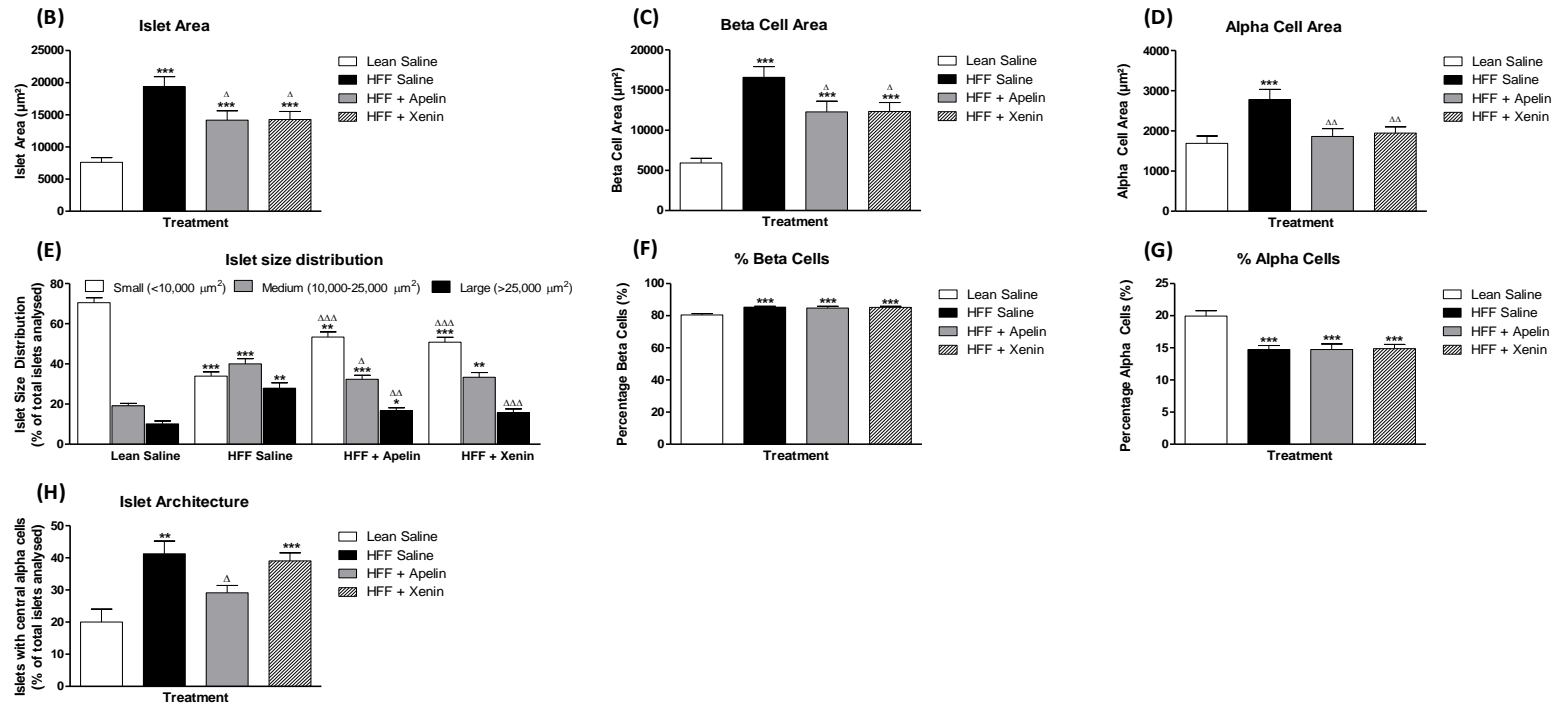 (B)
Islet Area
Islet Area (µm²)
25000
20000
15000
10000
5000
0
***
Δ
***
Δ
***
Treatment
Lean Saline
HFF Saline
HFF + Apelin
HFF + Xenin
(C)
Beta Cell Area
Beta Cell Area (µm²)
20000
15000
10000
5000
0
***
Δ
***
Δ
***
Treatment
Lean Saline
HFF Saline
HFF + Apelin
HFF + Xenin
(D)
Alpha Cell Area
Alpha Cell Area (µm²)
4000
3000
2000
1000
0
***
ΔΔ
ΔΔ
Treatment
Lean Saline
HFF Saline
HFF + Apelin
HFF + Xenin
(E)
Islet size distribution
Islet Size Distribution
(% of total islets analysed)
80
60
40
20
0
Small (<10,000 µm²)
Medium (10,000-25,000 µm²)
Large (>25,000 µm²)
***
***
**
ΔΔΔ
**
Δ
***
ΔΔ
*
ΔΔΔ
***
**
ΔΔΔ
Lean Saline
HFF Saline
HFF + Apelin
HFF + Xenin
(F)
% Beta Cells
Percentage Beta Cells (%)
100
80
60
40
20
0
***
***
***
Treatment
Lean Saline
HFF Saline
HFF + Apelin
HFF + Xenin
(G)
% Alpha Cells
Percentage Alpha Cells (%)
25
20
15
10
5
0
***
***
***
Treatment
Lean Saline
HFF Saline
HFF + Apelin
HFF + Xenin
(H)
Islet Architecture
Islets with central alpha cells
(% of total islets analysed)
50
40
30
20
10
0
**
Δ
***
Treatment
Lean Saline
HFF Saline
HFF + Apelin
HFF + Xenin